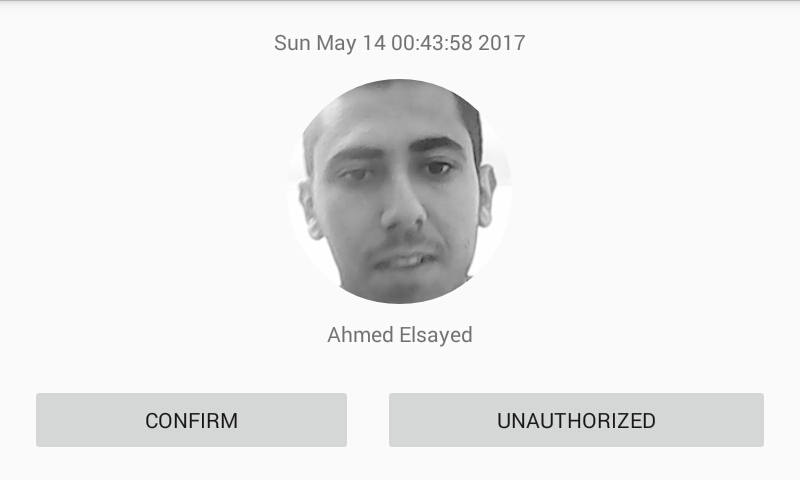 Sun May 14 00:43:58 2017
Ahmed Elsayed
CONFIRM
UNAUTHORIZED